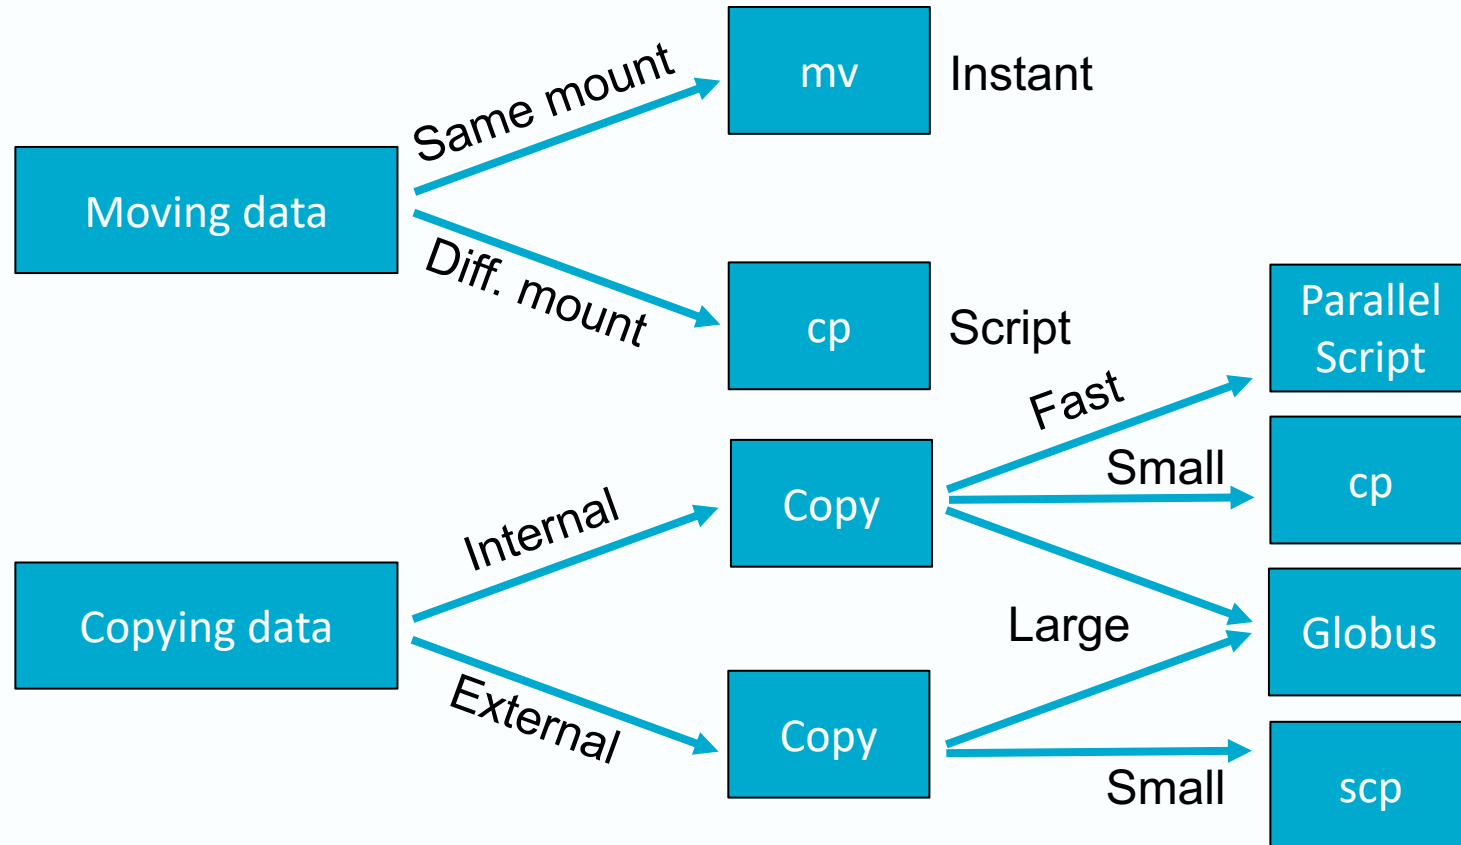 mv
Instant
Same mount
Moving data
Diff. mount
cp
Script
Parallel
Script
Fast
Small
cp
Copy
Internal
Copying data
Large
Globus
External
Copy
Small
scp